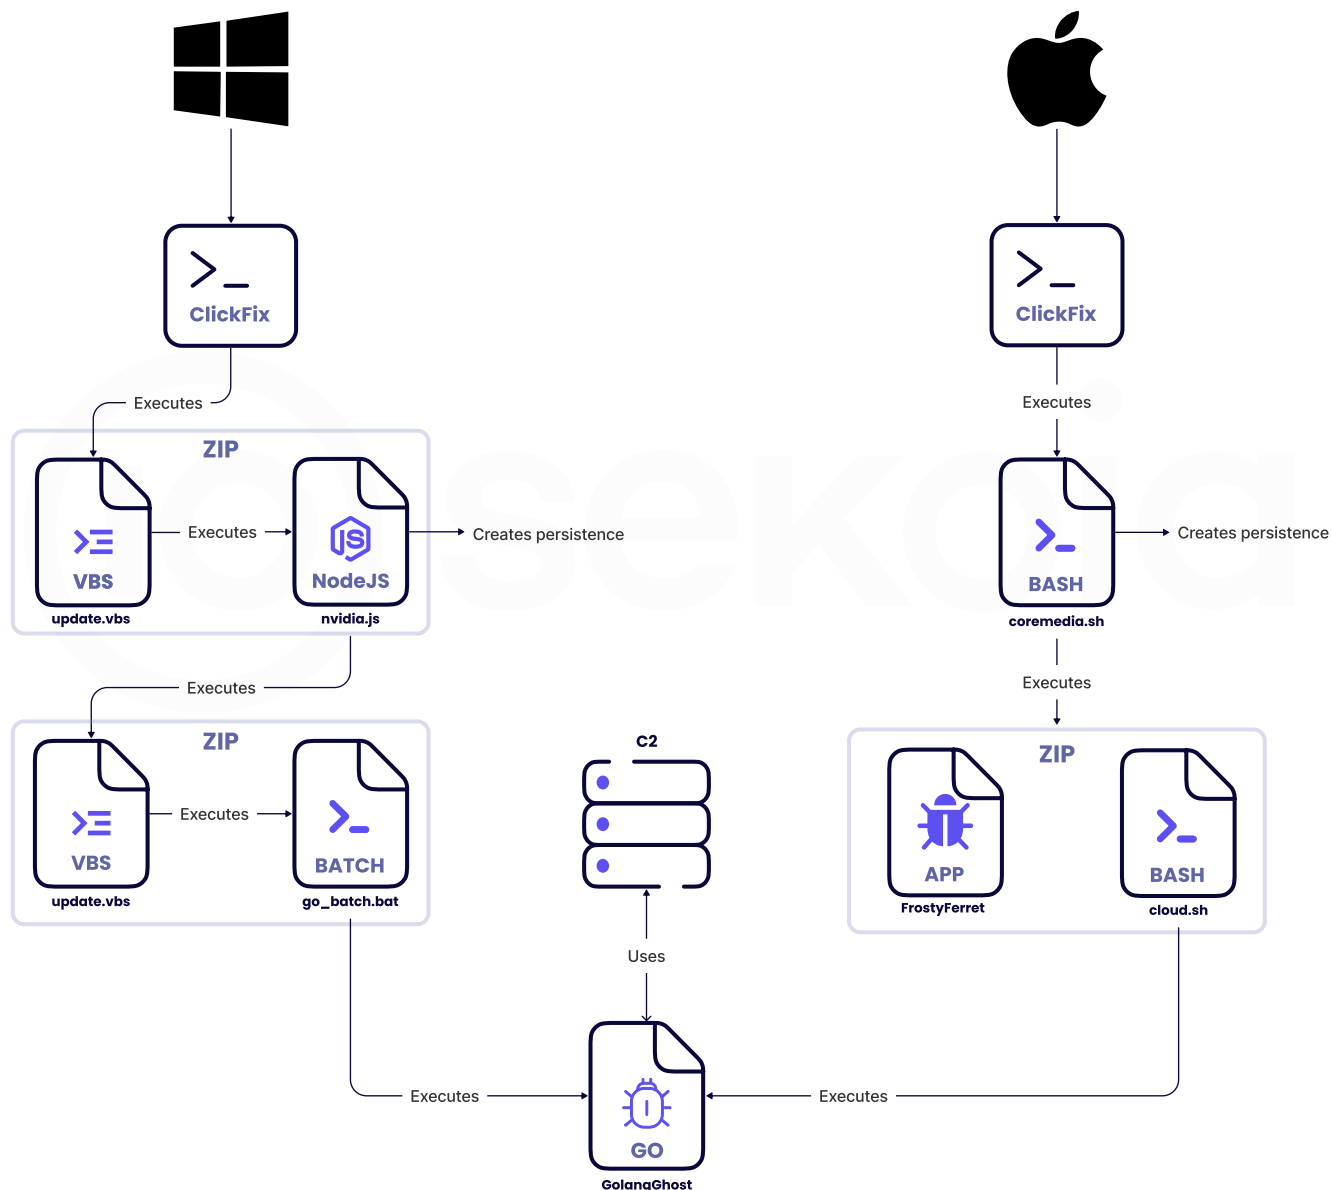 ClickFix
ClickFix
Executes
Executes
ZIP
VBS
update.vbs
Executes
JS
NodeJS
nvidia.js
Creates persistence
BASH
coremedia.sh
Creates persistence
sekoia
Executes
Executes
ZIP
VBS
update.vbs
Executes
BATCH
go_batch.bat
C2
ZIP
APP
FrostyFerret
BASH
cloud.sh
Uses
Executes
Executes
GO
GolangGhost